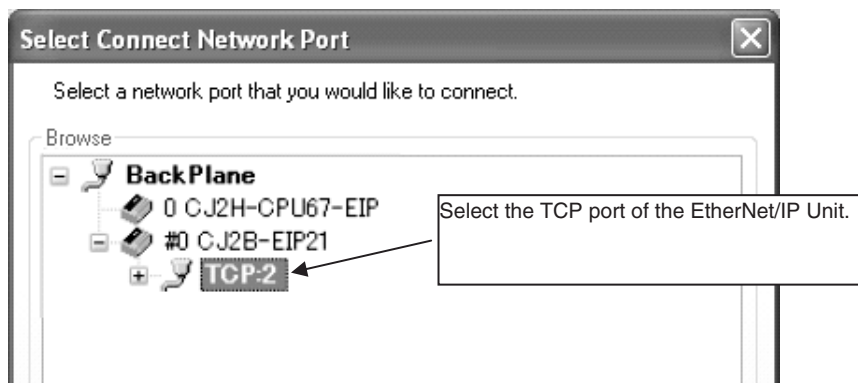 Select Connect Network Port
Select a network port that you would like to connect.
Browse
BackPlane
0 CJ2H-CPU67-EIP
#0 CJ2B-EIP21
TCP:2
Select the TCP port of the EtherNet/IP Unit.